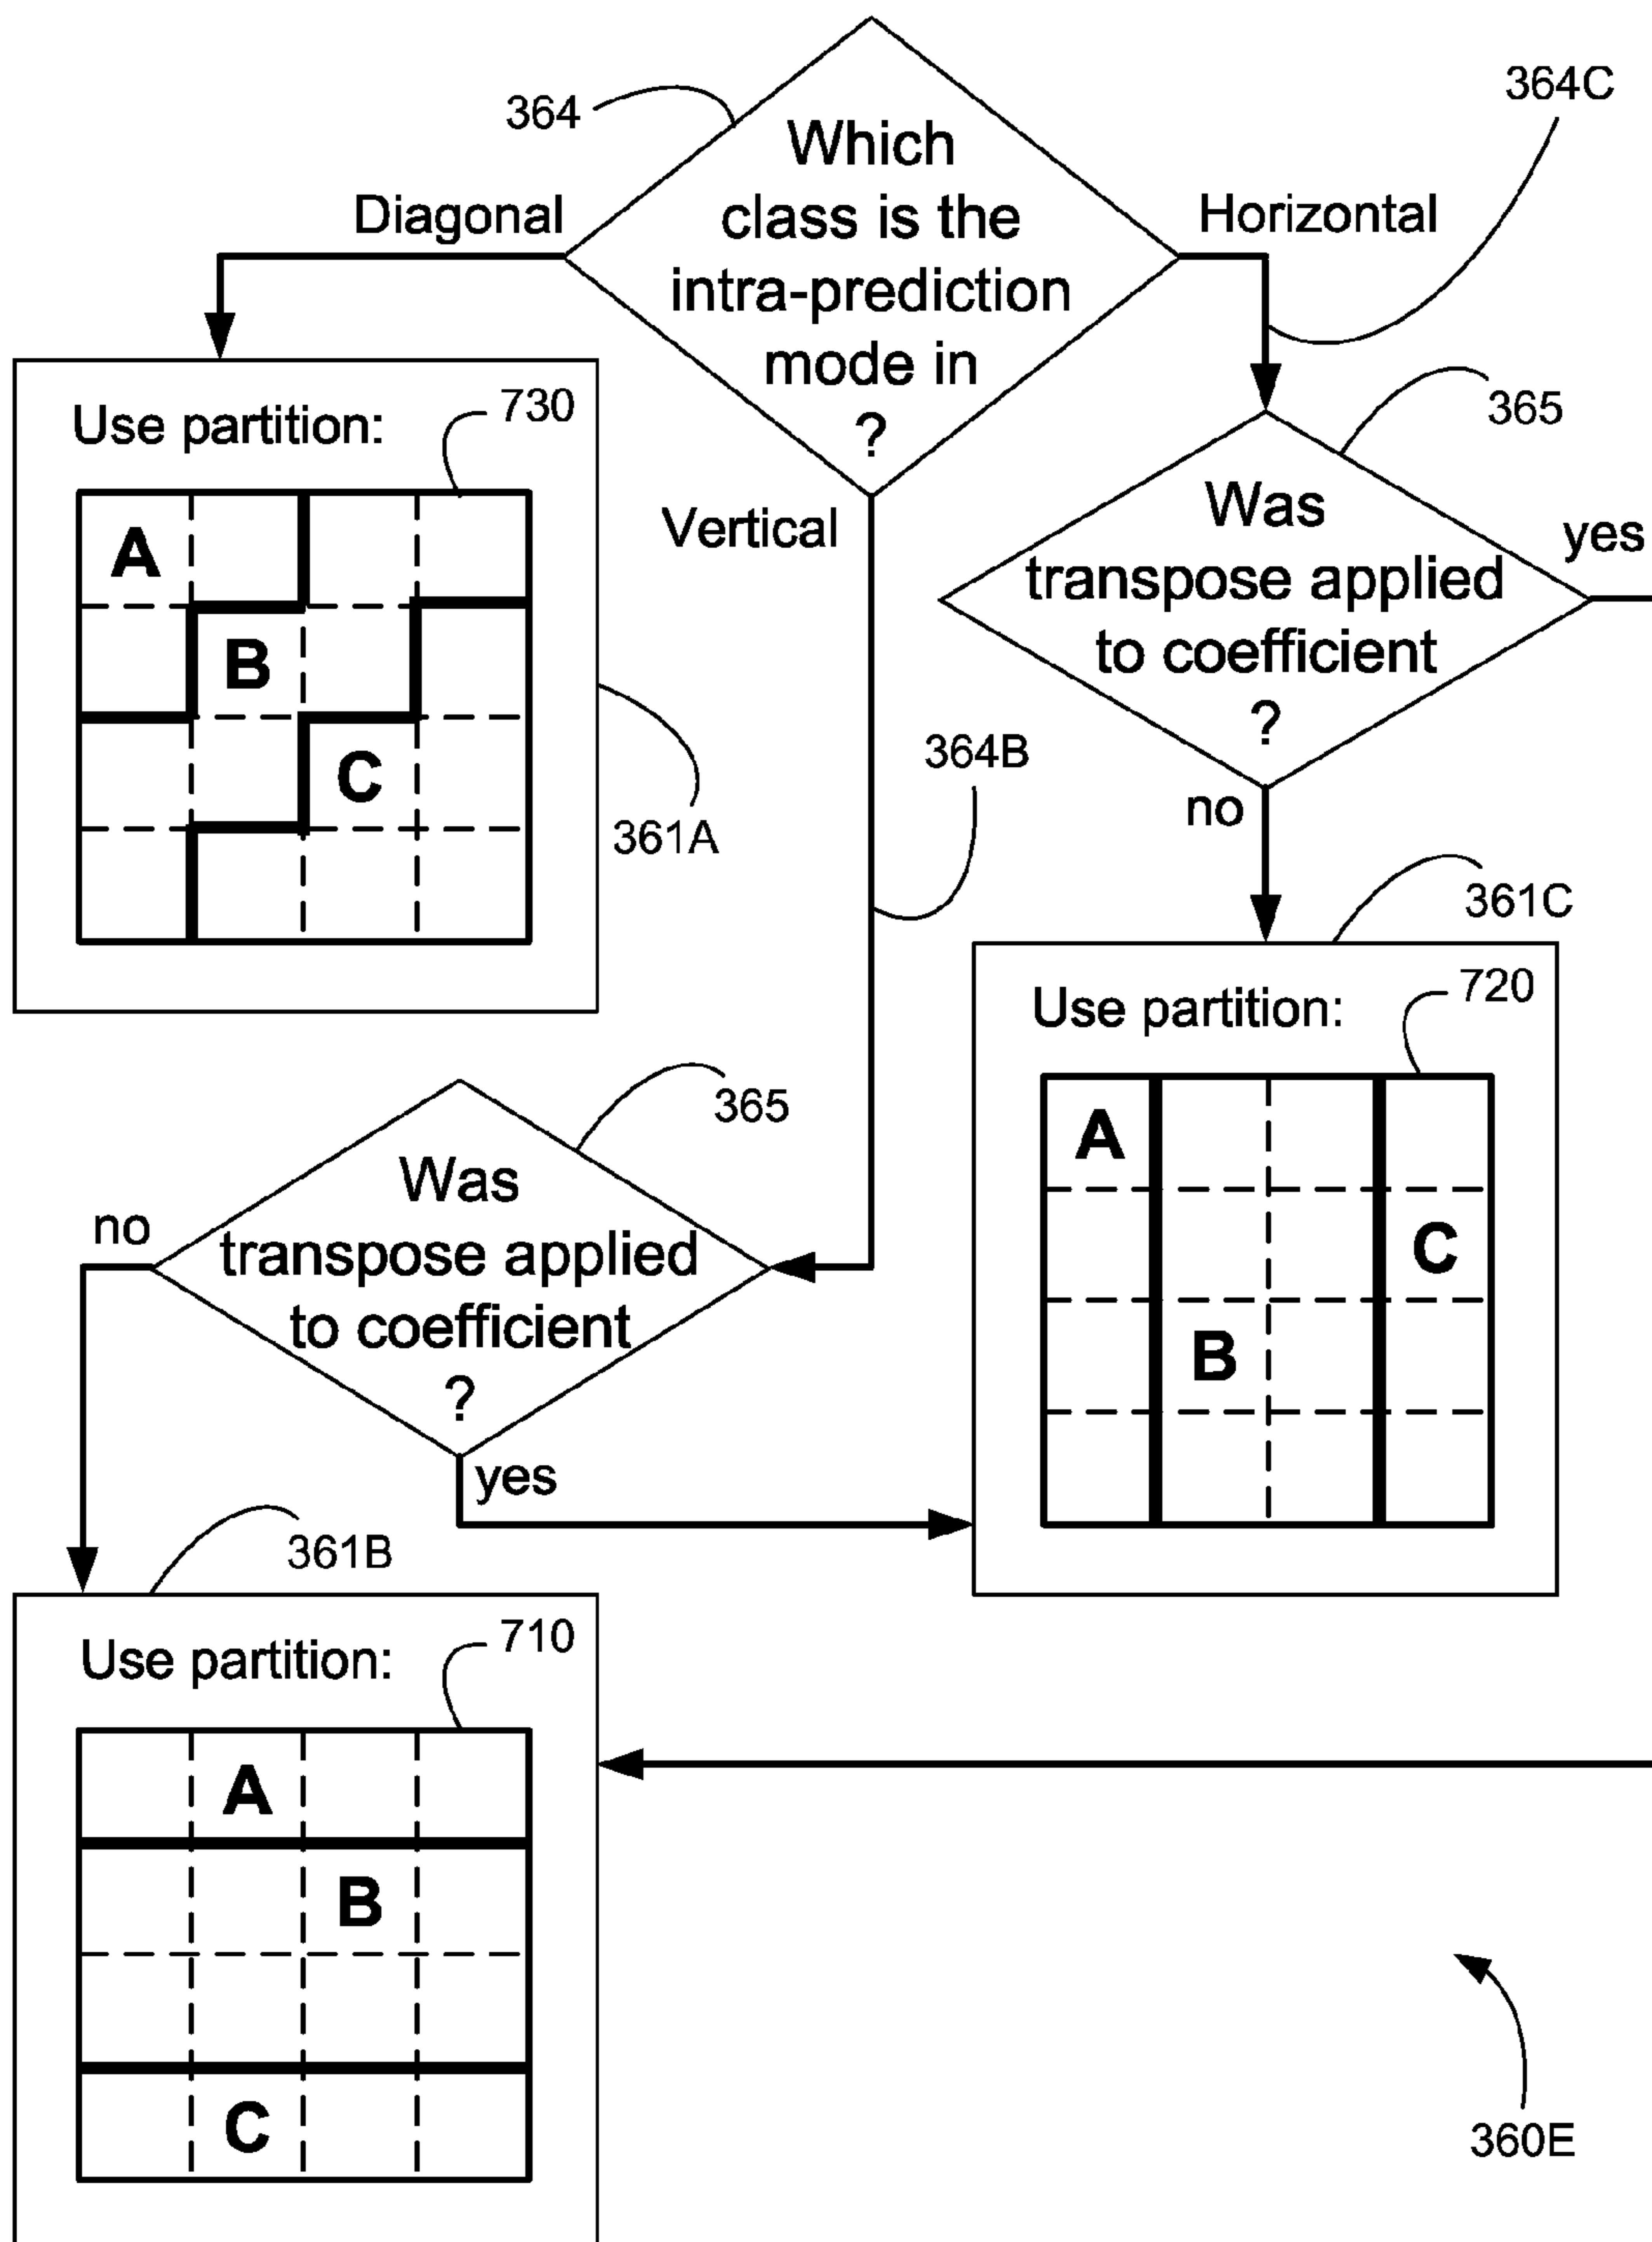 364
Which
class is the
intra-prediction
mode in
?
Diagonal
Horizontal
364C
Vertical
Use partition:
730
A
B
C
361A
365
Was
transpose applied
to coefficient
?
yes
no
364B
361C
Use partition:
720
A
C
B
365
Was
transpose applied
to coefficient
?
no
yes
361B
Use partition:
710
A
B
C
360E